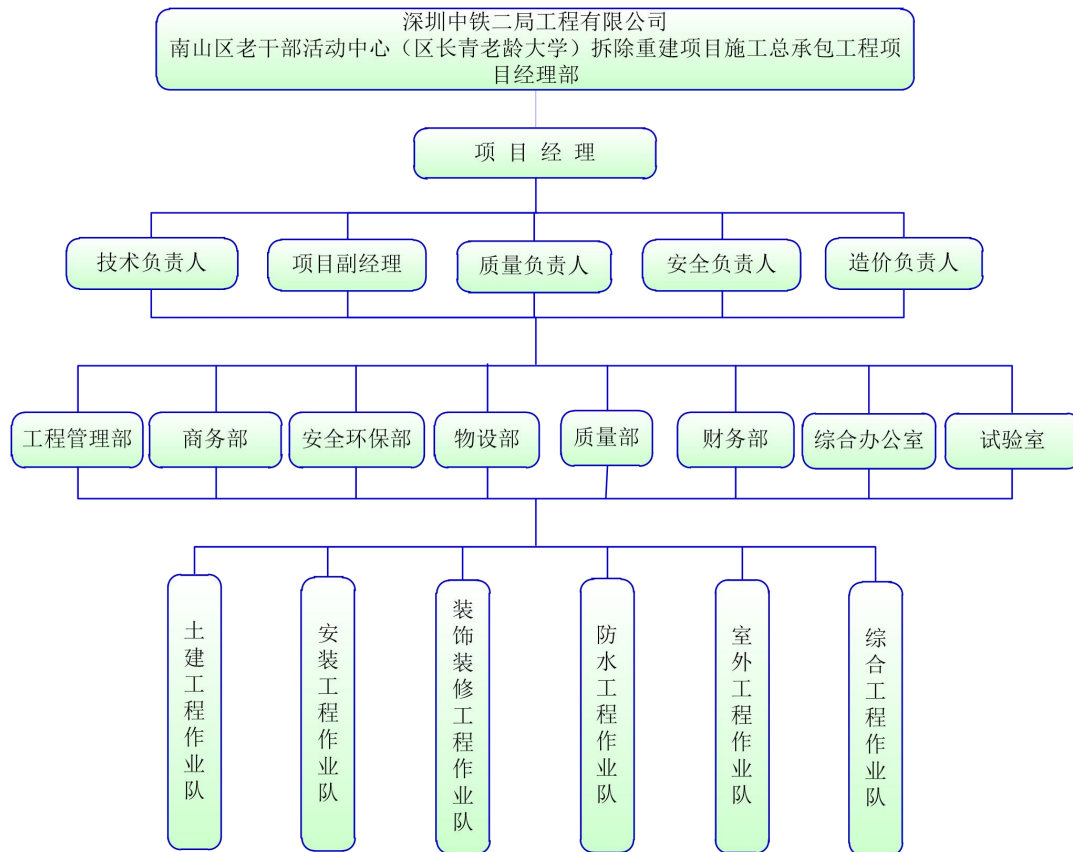 深圳中铁二局工程有限公司
南山区老干部活动中心（区长青老龄大学）拆除重建项目施工总承包工程项
目经理部
项 目 经 理
技术负责人
项目副经理
质量负责人
安全负责人
造价负责人
工程管理部
商务部
安全环保部
物设部
质量部
财务部
综合办公室
试验室
土建工程作业队
安装工程作业队
装饰装修工程作业队
防水工程作业队
室外工程作业队
综合工程作业队